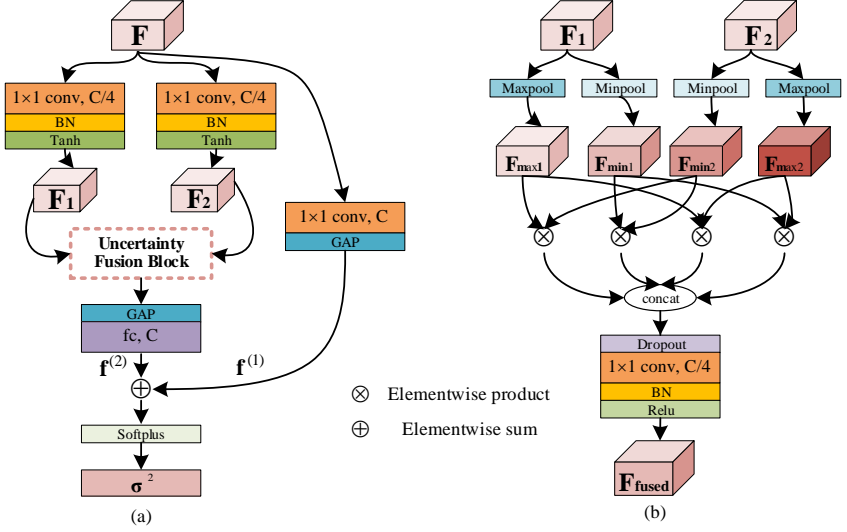 F
1×1 conv, C/4
BN
Tanh
1×1 conv, C/4
BN
Tanh
F1
F2
1×1 conv, C
GAP
Uncertainty
Fusion Block
GAP
fc, C
f(2)
f(1)
Softplus
σ 2
(a)
⊗ Elementwise product
⊕ Elementwise sum
F1
F2
Maxpool
Minpool
Minpool
Maxpool
Fmax1
Fmin1
Fmin2
Fmax2
concat
Dropout
1×1 conv, C/4
BN
Relu
Ffused
(b)